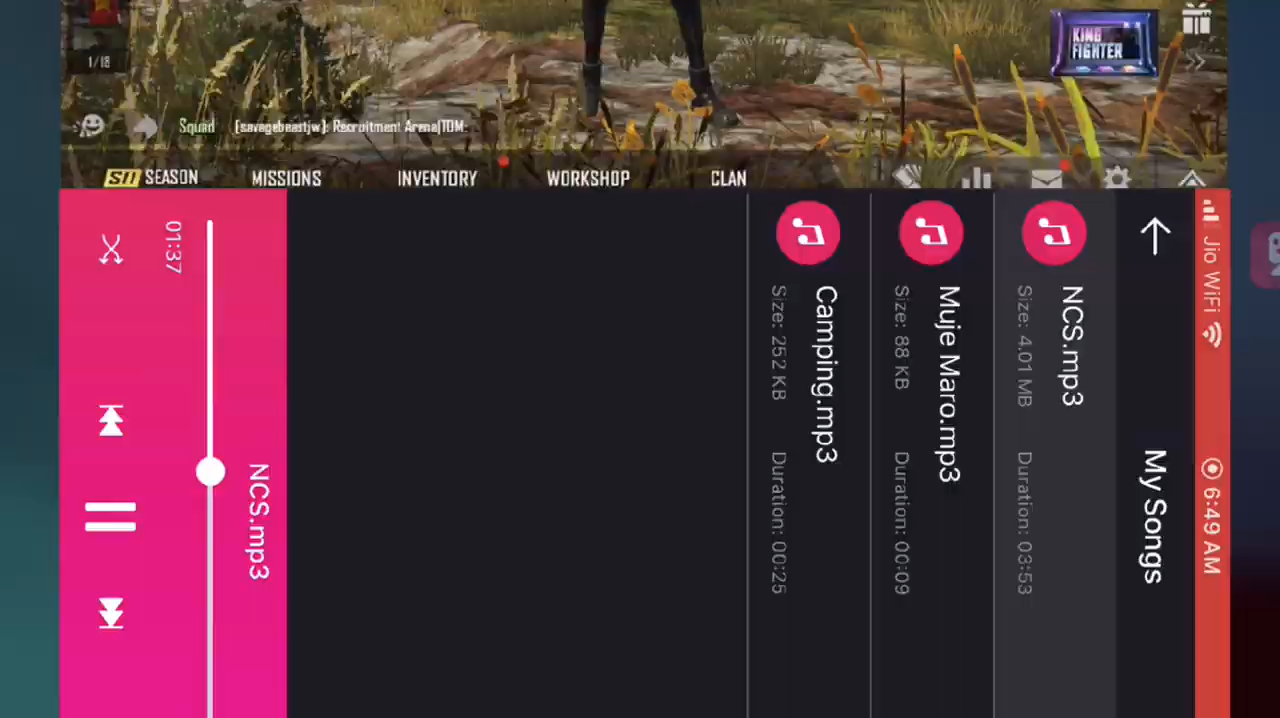 KING
FIGHTER
1/18
Squad [savagebeastjw]: Recruitment Arena|TDM:
S11 SEASON
MISSIONS
INVENTORY
WORKSHOP
CLAN
Jio WiFi
6:49 AM
My Songs
NCS.mp3
Size: 4.01 MB
Duration: 03:53
Muje Maro.mp3
Size: 88 KB
Duration: 00:09
Camping.mp3
Size: 252 KB
Duration: 00:25
NCS.mp3
01:37